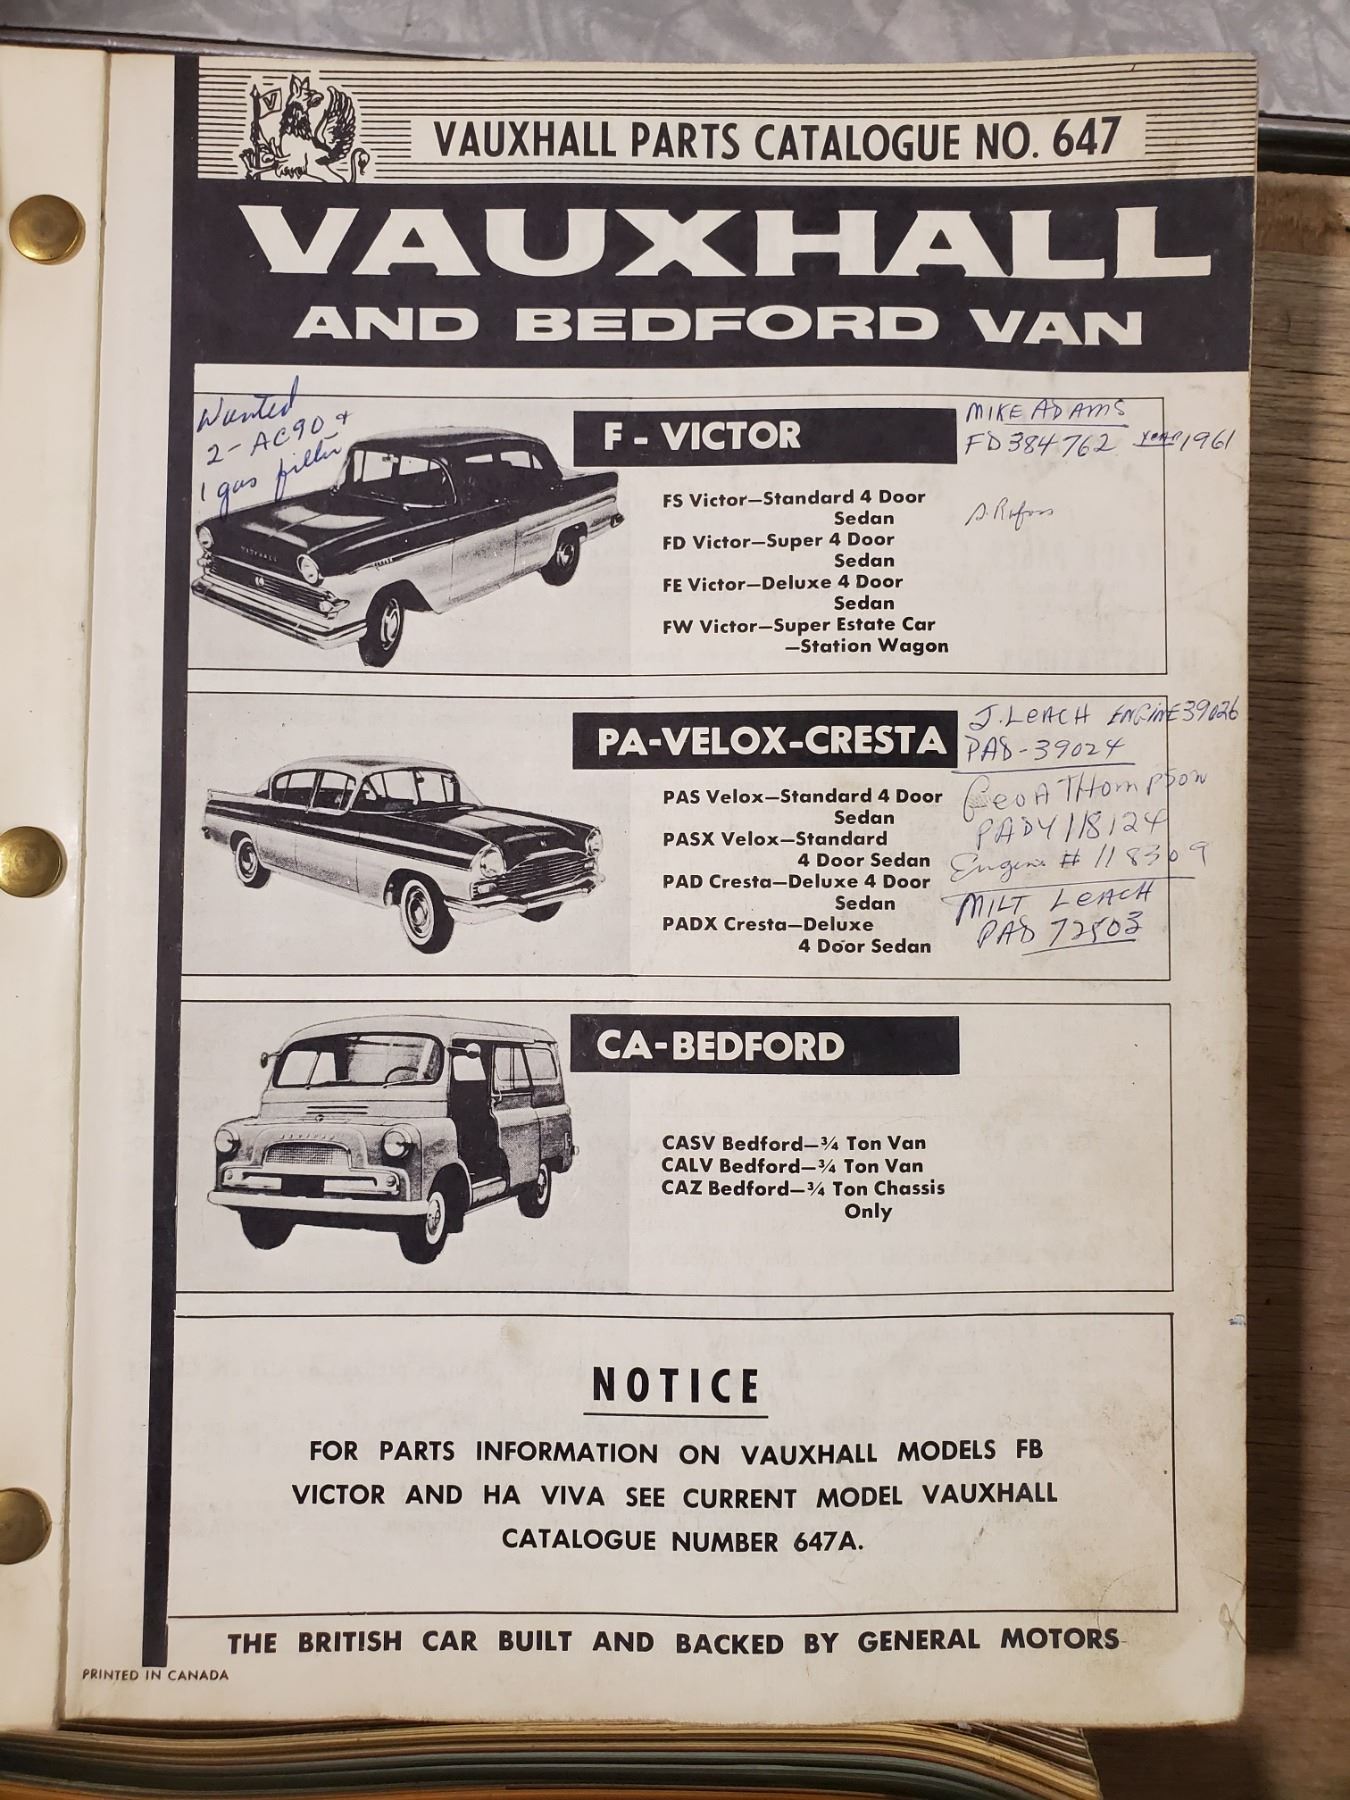 VAUXHALL PARTS CATALOGUE NO. 647
VAUXHALL
AND BEDFORD VAN
Wanted
2-AC90 +
1 gas filter
F - VICTOR
MIKE ADAMS
FD 384762 1961
FS Victor—Standard 4 Door
Sedan
FD Victor—Super 4 Door
Sedan
FE Victor—Deluxe 4 Door
Sedan
FW Victor—Super Estate Car
—Station Wagon
VAUXHALL
PA-VELOX-CRESTA
J. LEACH ENGINE 39026
PAD-39024
Geo A THompson
PADY 118124
Engine # 118309
MILT LEACH
PAD 72503
PAS Velox—Standard 4 Door
Sedan
PASX Velox—Standard
4 Door Sedan
PAD Cresta—Deluxe 4 Door
Sedan
PADX Cresta—Deluxe
4 Door Sedan
CA-BEDFORD
CASV Bedford—¾ Ton Van
CALV Bedford—¾ Ton Van
CAZ Bedford—¾ Ton Chassis
Only
NOTICE
FOR PARTS INFORMATION ON VAUXHALL MODELS FB
VICTOR AND HA VIVA SEE CURRENT MODEL VAUXHALL
CATALOGUE NUMBER 647A.
THE BRITISH CAR BUILT AND BACKED BY GENERAL MOTORS
PRINTED IN CANADA